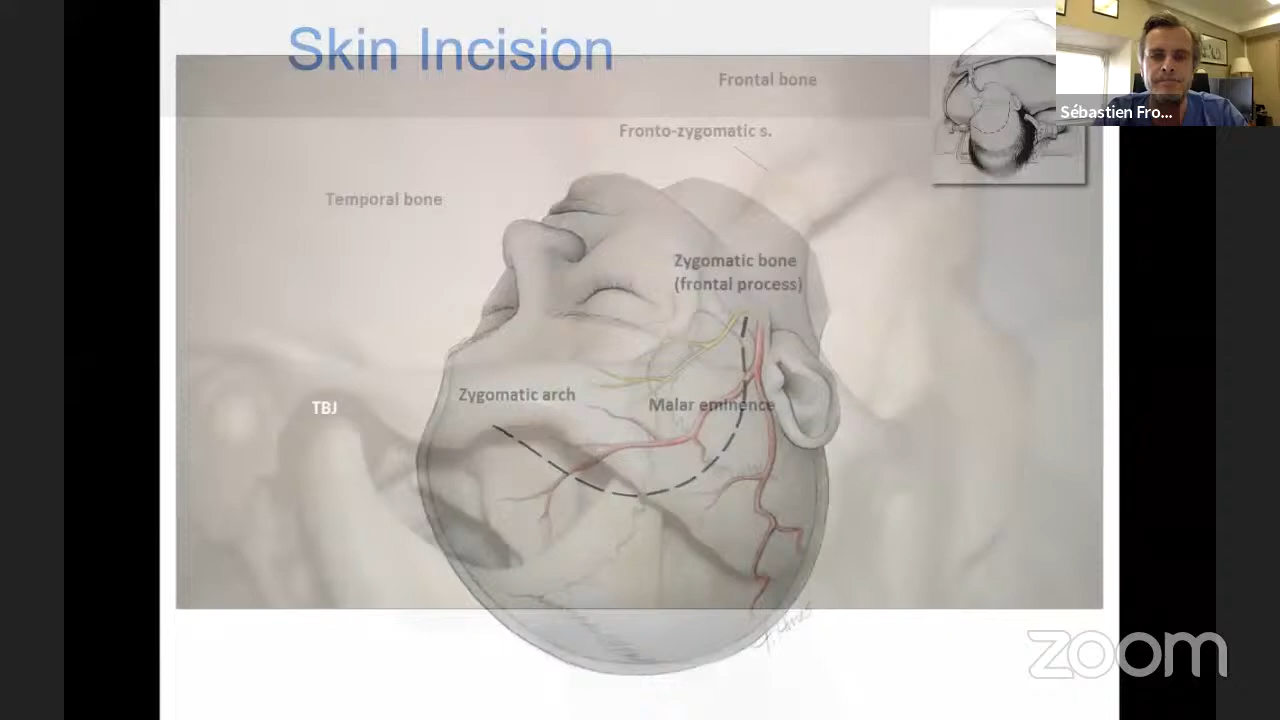 Skin Incision
Frontal bone
Fronto-zygomatic s.
Temporal bone
Zygomatic bone
(frontal process)
Zygomatic arch
Malar eminence
TBJ
Sébastien Fro...
zoom